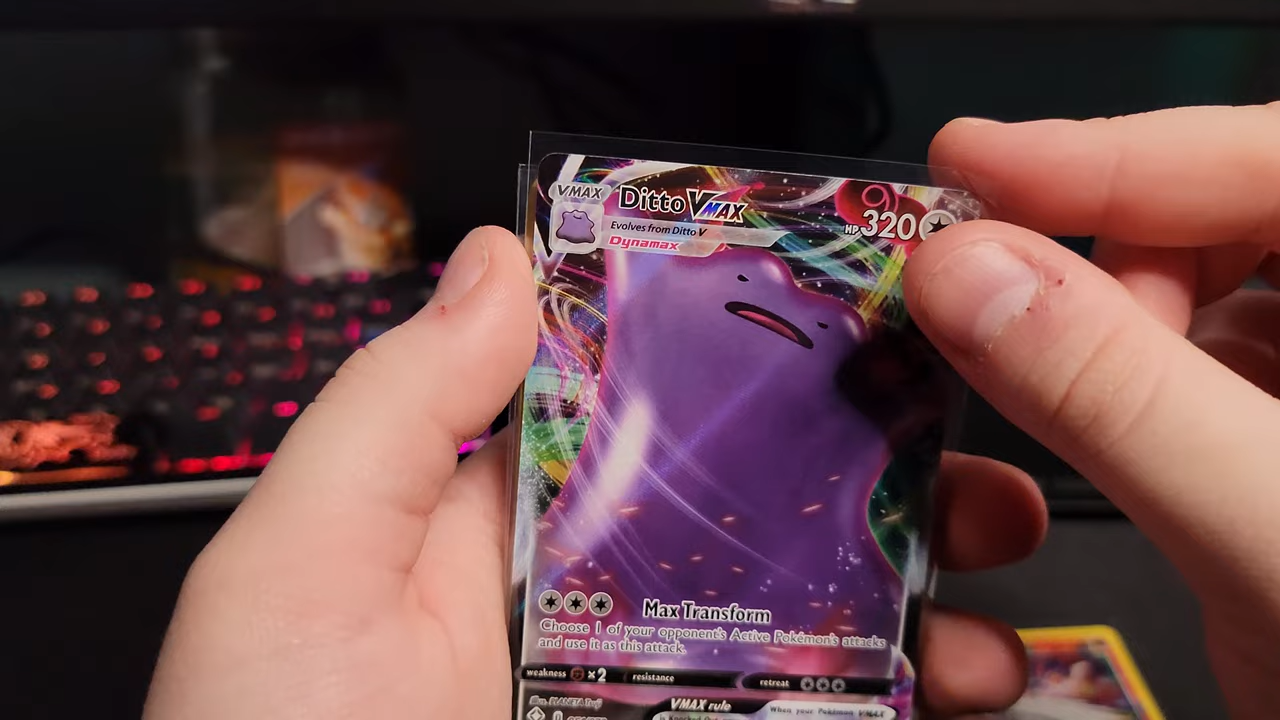 VMAX Ditto VMAX HP 320
Evolves from Ditto V
Dynamax
Max Transform
Choose 1 of your opponent's Active Pokémon's attacks
and use it as this attack.
weakness ×2 resistance retreat
VMAX rule When your Pokémon VMAX